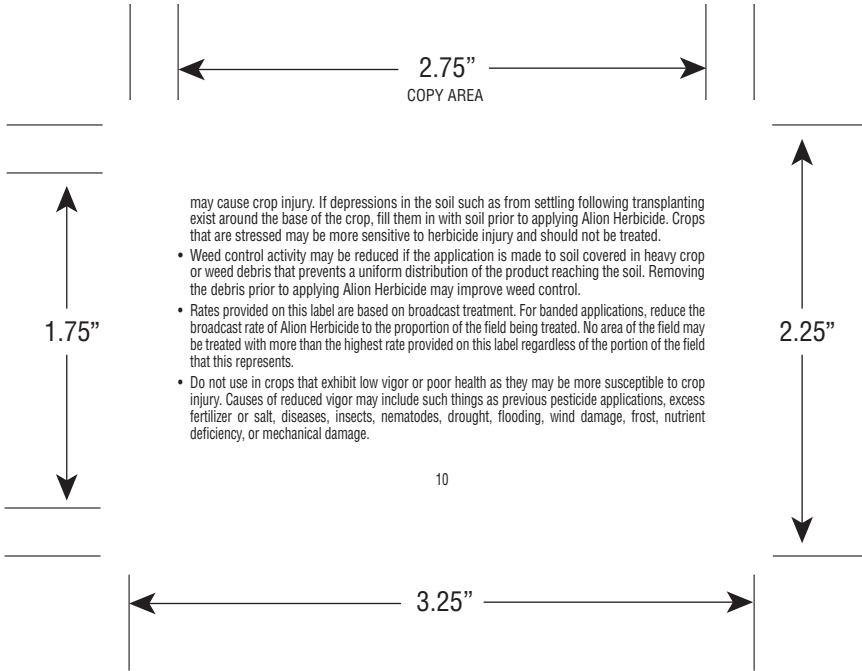 2.75”
COPY AREA
may cause crop injury. If depressions in the soil such as from settling following transplanting
exist around the base of the crop, fill them in with soil prior to applying Alion Herbicide. Crops
that are stressed may be more sensitive to herbicide injury and should not be treated.
• Weed control activity may be reduced if the application is made to soil covered in heavy crop
or weed debris that prevents a uniform distribution of the product reaching the soil. Removing
the debris prior to applying Alion Herbicide may improve weed control.
• Rates provided on this label are based on broadcast treatment. For banded applications, reduce the
broadcast rate of Alion Herbicide to the proportion of the field being treated. No area of the field may
be treated with more than the highest rate provided on this label regardless of the portion of the field
that this represents.
• Do not use in crops that exhibit low vigor or poor health as they may be more susceptible to crop
injury. Causes of reduced vigor may include such things as previous pesticide applications, excess
fertilizer or salt, diseases, insects, nematodes, drought, flooding, wind damage, frost, nutrient
deficiency, or mechanical damage.
1.75”
2.25”
10
3.25”